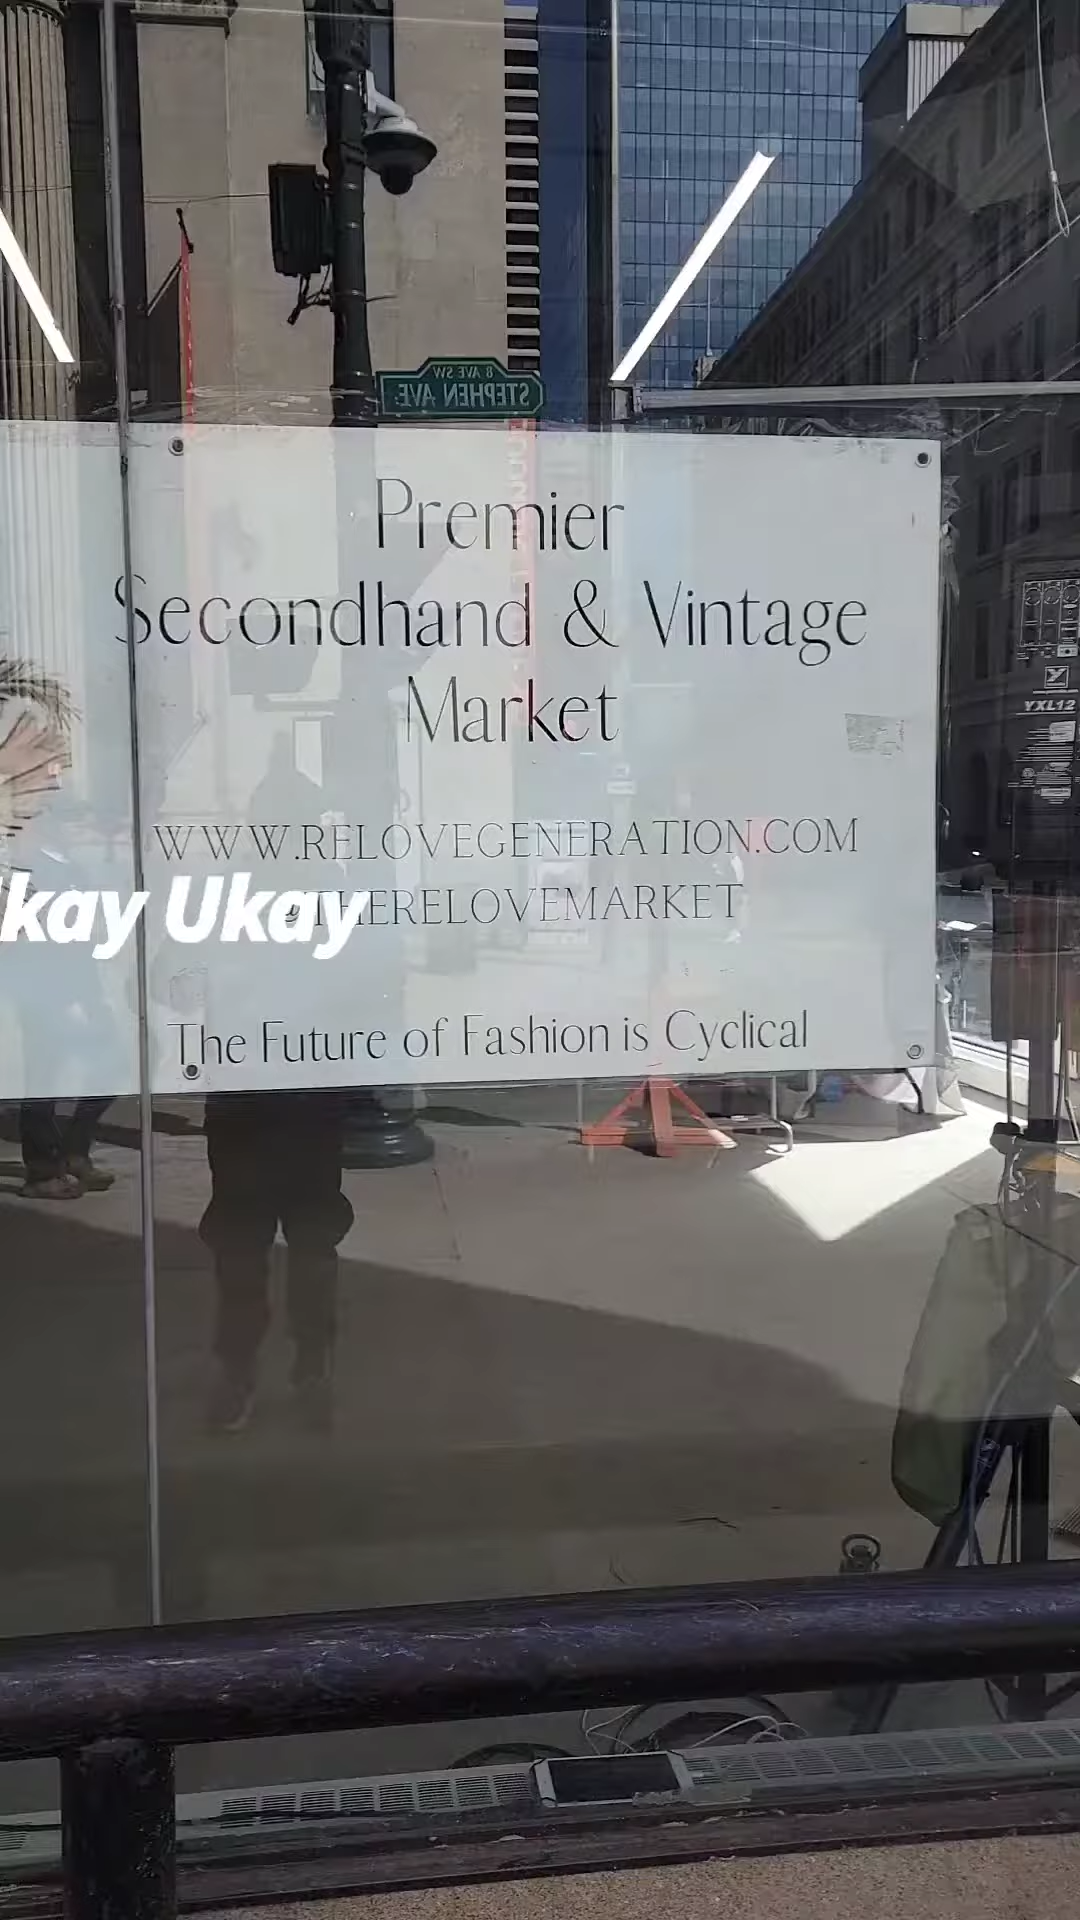 8 AVE SW
STEPHEN AVE
Premier
Secondhand & Vintage
Market
WWW.RELOVEGENERATION.COM
@THERELOVEMARKET
kay Ukay
The Future of Fashion is Cyclical
YXL12